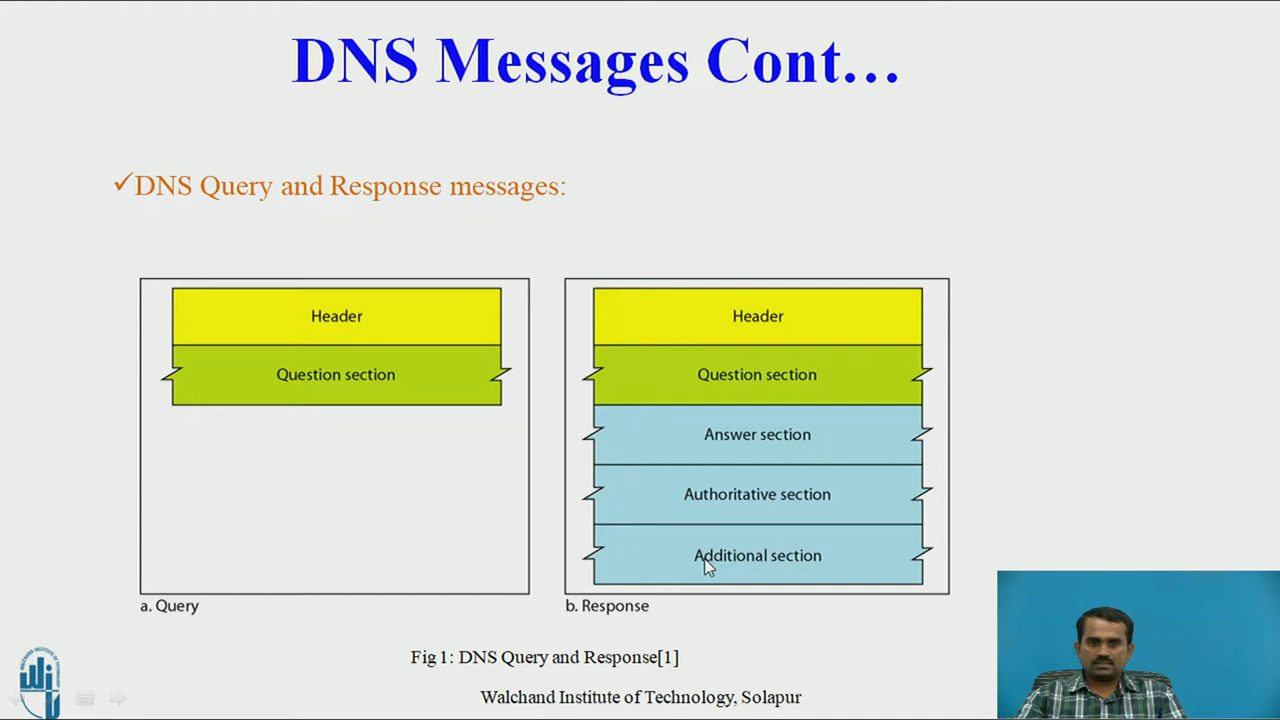 DNS Messages Cont...
✓DNS Query and Response messages:
Header
Question section
a. Query
Header
Question section
Answer section
Authoritative section
Additional section
b. Response
Fig 1: DNS Query and Response[1]
Walchand Institute of Technology, Solapur